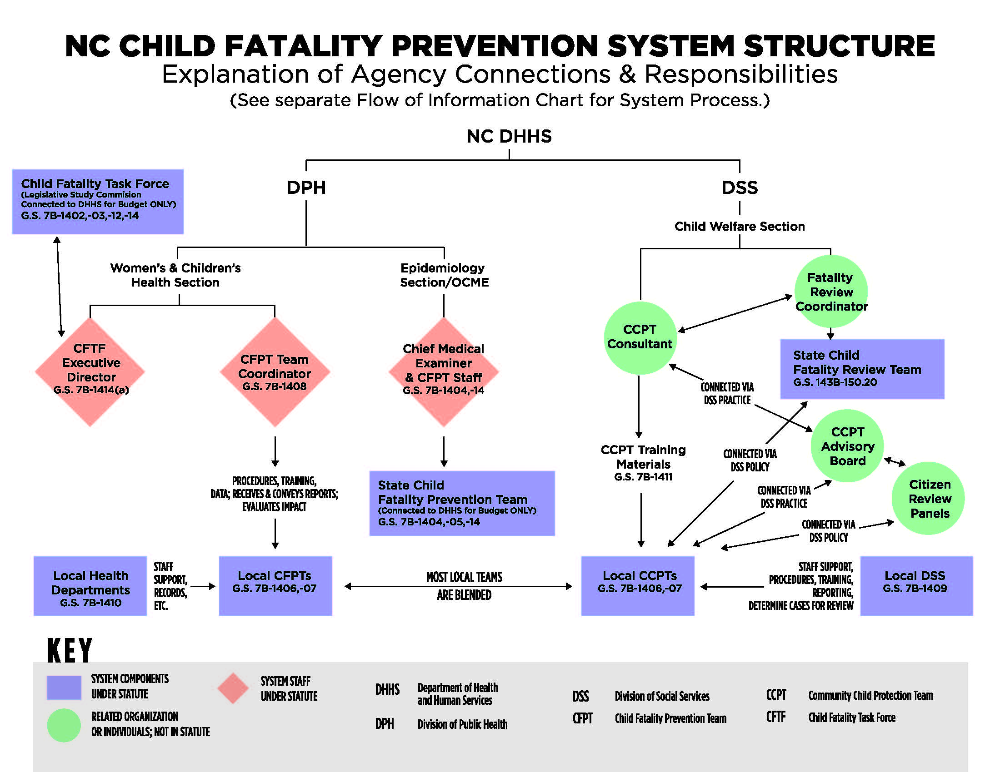 NC CHILD FATALITY PREVENTION SYSTEM STRUCTURE
Explanation of Agency Connections & Responsibilities
(See separate Flow of Information Chart for System Process.)
NC DHHS
DPH
DSS
Child Fatality Task Force
(Legislative Study Commision
Connected to DHHS for Budget ONLY)
G.S. 7B-1402,-03,-12,-14
Child Welfare Section
Women's & Children's
Health Section
Epidemiology
Section/OCME
Fatality
Review
Coordinator
CCPT
Consultant
CFTF
Executive
Director
G.S. 7B-1414(a)
CFPT Team
Coordinator
G.S. 7B-1408
Chief Medical
Examiner
& CFPT Staff
G.S. 7B-1404,-14
State Child
Fatality Review Team
G.S. 143B-150.20
CONNECTED VIA
DSS PRACTICE
CCPT
Advisory
Board
CCPT Training
Materials
G.S. 7B-1411
CONNECTED VIA
DSS POLICY
PROCEDURES, TRAINING,
DATA; RECEIVES & CONVEYS REPORTS;
EVALUATES IMPACT
State Child
Fatality Prevention Team
(Connected to DHHS for Budget ONLY)
G.S. 7B-1404,-05,-14
CONNECTED VIA
DSS PRACTICE
Citizen
Review
Panels
CONNECTED VIA
DSS POLICY
Local Health
Departments
G.S. 7B-1410
STAFF
SUPPORT,
RECORDS,
ETC.
Local CFPTs
G.S. 7B-1406,-07
MOST LOCAL TEAMS
ARE BLENDED
Local CCPTs
G.S. 7B-1406,-07
STAFF SUPPORT,
PROCEDURES, TRAINING,
REPORTING,
DETERMINE CASES FOR REVIEW
Local DSS
G.S. 7B-1409
KEY
SYSTEM COMPONENTS
UNDER STATUTE
RELATED ORGANIZATION
OR INDIVIDUALS; NOT IN STATUTE
SYSTEM STAFF
UNDER STATUTE
DHHS Department of Health
and Human Services
DPH Division of Public Health
DSS Division of Social Services
CFPT Child Fatality Prevention Team
CCPT Community Child Protection Team
CFTF Child Fatality Task Force